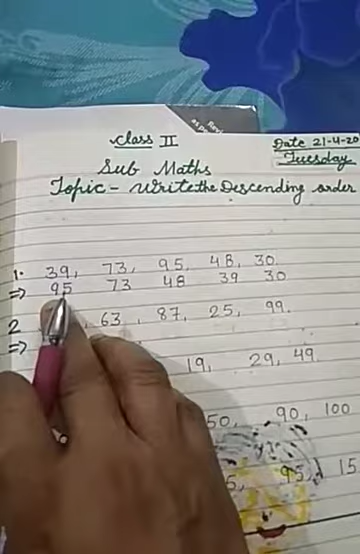 Class II
Date 21-4-20
Tuesday
Sub Maths
Topic - Write the Descending order
1. 39, 73, 95, 48, 30
⇒ 95 73 48 39 30
2 , 63, 87, 25, 99.
⇒
19, 29, 49
50, 90, 100
5, 95, 15